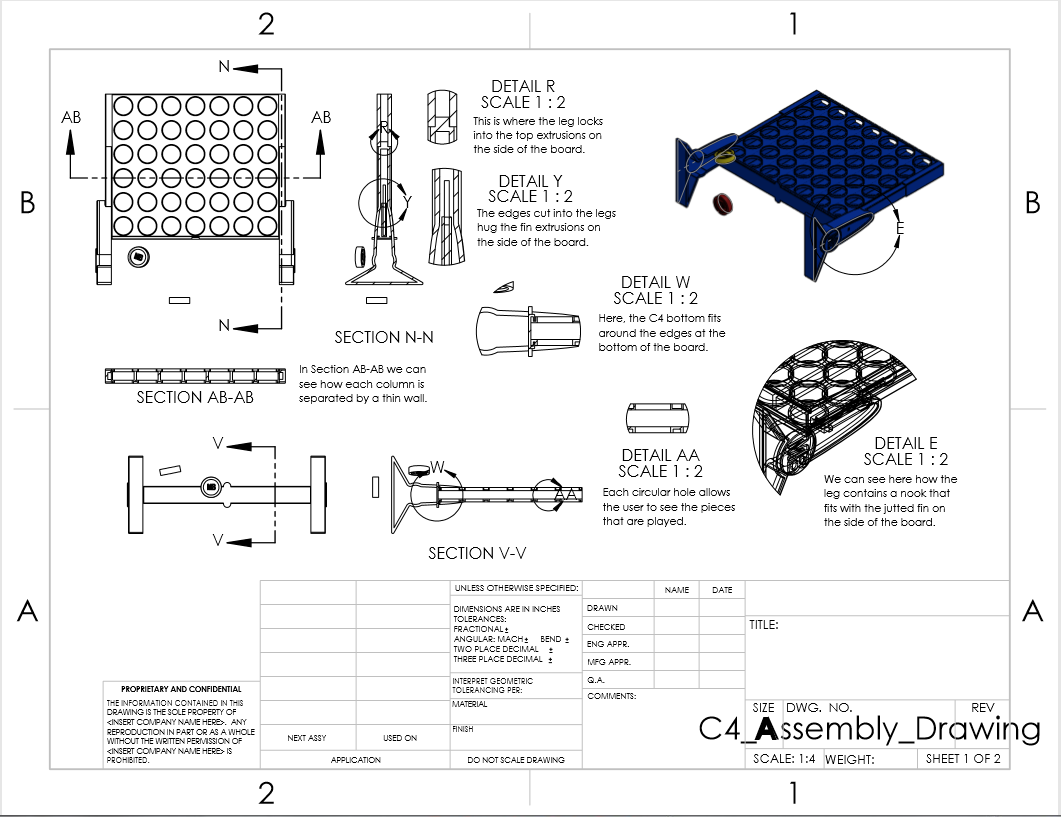 2
1
N
AB
AB
N
B
B
DETAIL R
SCALE 1 : 2
This is where the leg locks
into the top extrusions on
the side of the board.
R
Y
DETAIL Y
SCALE 1 : 2
The edges cut into the legs
hug the fin extrusions on
the side of the board.
E
SECTION N-N
DETAIL W
SCALE 1 : 2
Here, the C4 bottom fits
around the edges at the
bottom of the board.
SECTION AB-AB
In Section AB-AB we can
see how each column is
separated by a thin wall.
V
V
W
AA
SECTION V-V
DETAIL AA
SCALE 1 : 2
Each circular hole allows
the user to see the pieces
that are played.
DETAIL E
SCALE 1 : 2
We can see here how the
leg contains a nook that
fits with the jutted fin on
the side of the board.
A
A
PROPRIETARY AND CONFIDENTIAL
THE INFORMATION CONTAINED IN THIS
DRAWING IS THE SOLE PROPERTY OF
<INSERT COMPANY NAME HERE>. ANY
REPRODUCTION IN PART OR AS A WHOLE
WITHOUT THE WRITTEN PERMISSION OF
<INSERT COMPANY NAME HERE> IS
PROHIBITED.
NEXT ASSY
USED ON
APPLICATION
UNLESS OTHERWISE SPECIFIED:
DIMENSIONS ARE IN INCHES
TOLERANCES:
FRACTIONAL±
ANGULAR: MACH± BEND ±
TWO PLACE DECIMAL ±
THREE PLACE DECIMAL ±
INTERPRET GEOMETRIC
TOLERANCING PER:
MATERIAL
FINISH
DO NOT SCALE DRAWING
NAME
DATE
DRAWN
CHECKED
ENG APPR.
MFG APPR.
Q.A.
COMMENTS:
TITLE:
SIZE
DWG. NO.
REV
C4_Assembly_Drawing
SCALE: 1:4
WEIGHT:
SHEET 1 OF 2
2
1